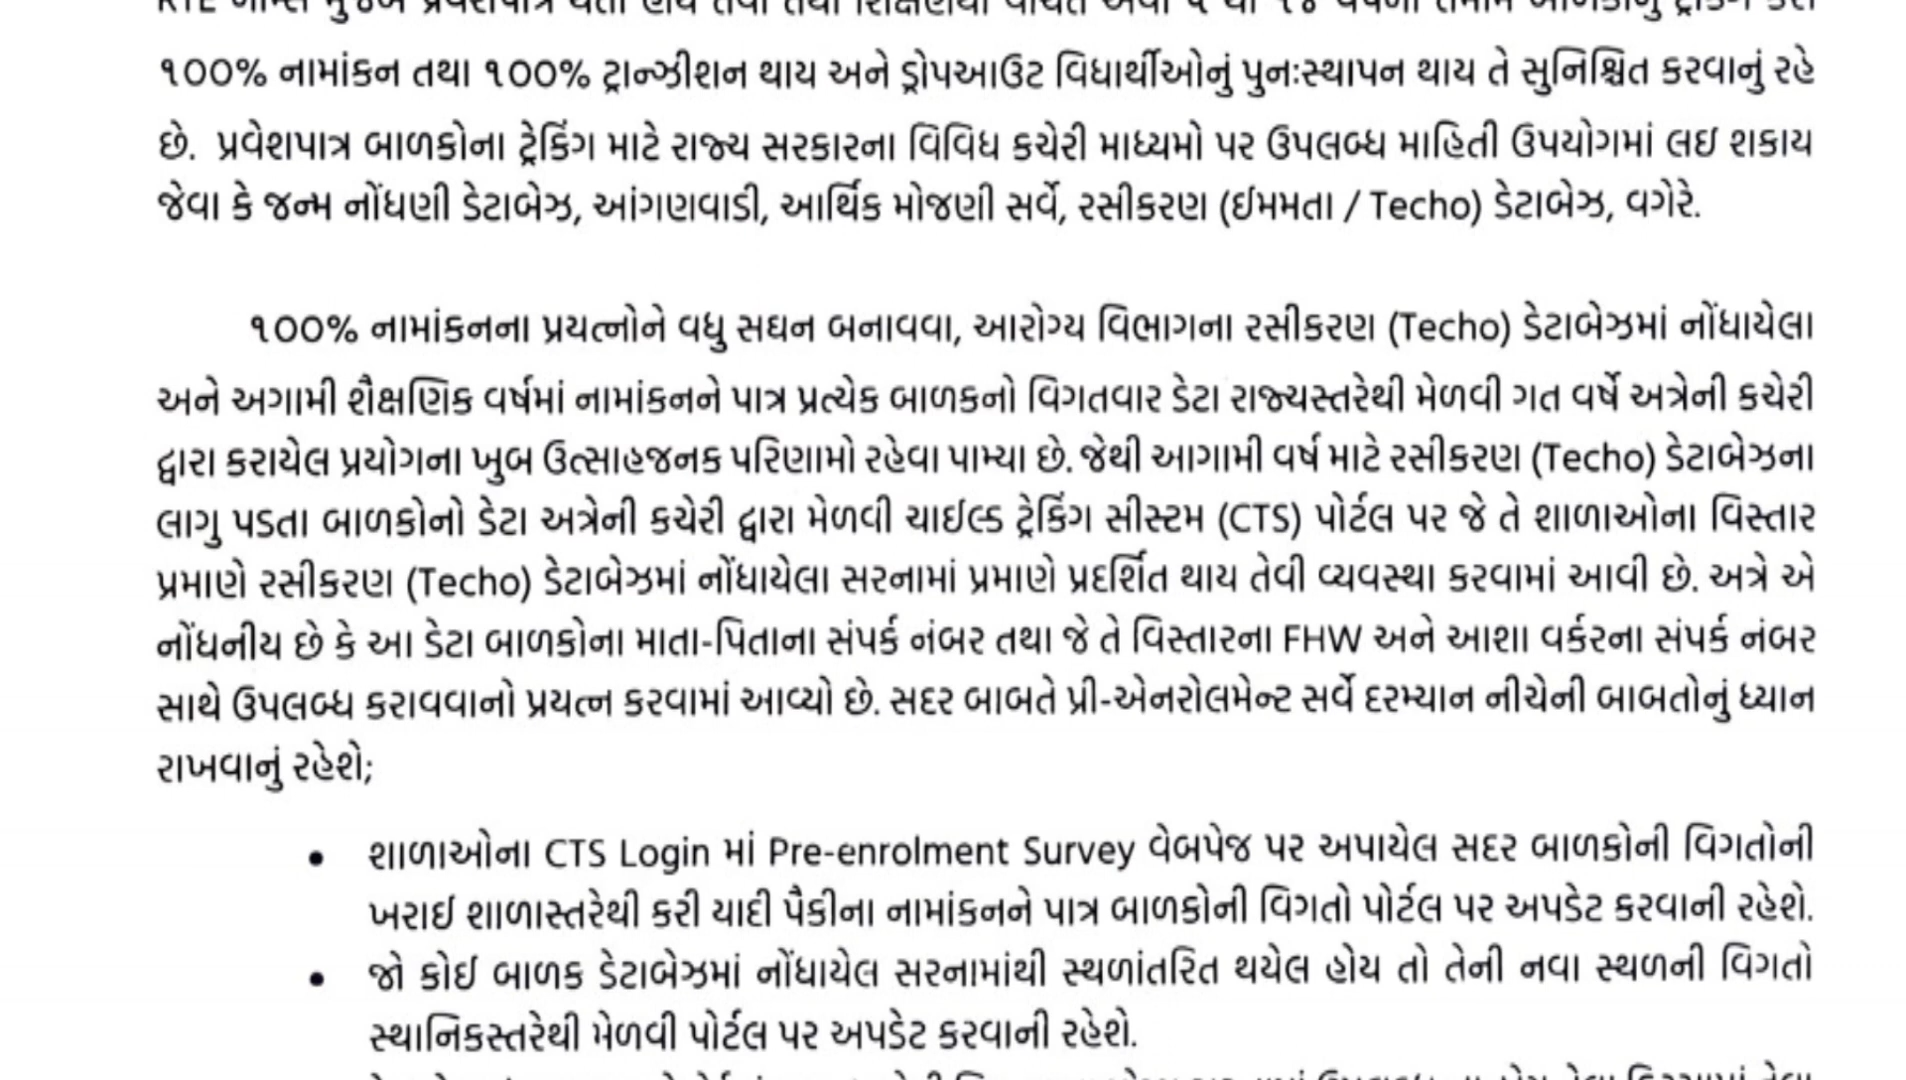 ૧૦૦% નામાંકન તથા ૧૦૦% ટ્રાન્ઝીશન થાય અને ડ્રોપઆઉટ વિધાર્થીઓનું પુનઃસ્થાપન થાય તે સુનિશ્ચિત કરવાનું રહે
છે. પ્રવેશપાત્ર બાળકોના ટ્રેકિંગ માટે રાજ્ય સરકારના વિવિધ કચેરી માધ્યમો પર ઉપલબ્ધ માહિતી ઉપયોગમાં લઇ શકાય
જેવા કે જન્મ નોંધણી ડેટાબેઝ, આંગણવાડી, આર્થિક મોજણી સર્વે, રસીકરણ (ઈમમતા / Techo) ડેટાબેઝ, વગેરે.
૧૦૦% નામાંકનના પ્રયત્નોને વધુ સઘન બનાવવા, આરોગ્ય વિભાગના રસીકરણ (Techo) ડેટાબેઝમાં નોંધાયેલા
અને અગામી શૈક્ષણિક વર્ષમાં નામાંકનને પાત્ર પ્રત્યેક બાળકનો વિગતવાર ડેટા રાજ્યસ્તરેથી મેળવી ગત વર્ષે અત્રેની કચેરી
દ્વારા કરાયેલ પ્રયોગના ખુબ ઉત્સાહજનક પરિણામો રહેવા પામ્યા છે. જેથી આગામી વર્ષ માટે રસીકરણ (Techo) ડેટાબેઝના
લાગુ પડતા બાળકોનો ડેટા અત્રેની કચેરી દ્વારા મેળવી ચાઈલ્ડ ટ્રેકિંગ સીસ્ટમ (CTS) પોર્ટલ પર જે તે શાળાઓના વિસ્તાર
પ્રમાણે રસીકરણ (Techo) ડેટાબેઝમાં નોંધાયેલા સરનામાં પ્રમાણે પ્રદર્શિત થાય તેવી વ્યવસ્થા કરવામાં આવી છે. અત્રે એ
નોંધનીય છે કે આ ડેટા બાળકોના માતા-પિતાના સંપર્ક નંબર તથા જે તે વિસ્તારના FHW અને આશા વર્કરના સંપર્ક નંબર
સાથે ઉપલબ્ધ કરાવવાનો પ્રયત્ન કરવામાં આવ્યો છે. સદર બાબતે પ્રી-એનરોલમેન્ટ સર્વે દરમ્યાન નીચેની બાબતોનું ધ્યાન
રાખવાનું રહેશે;
• શાળાઓના CTS Login માં Pre-enrolment Survey વેબપેજ પર અપાયેલ સદર બાળકોની વિગતોની
ખરાઈ શાળાસ્તરેથી કરી યાદી પૈકીના નામાંકનને પાત્ર બાળકોની વિગતો પોર્ટલ પર અપડેટ કરવાની રહેશે.
• જો કોઈ બાળક ડેટાબેઝમાં નોંધાયેલ સરનામાંથી સ્થળાંતરિત થયેલ હોય તો તેની નવા સ્થળની વિગતો
સ્થાનિકસ્તરેથી મેળવી પોર્ટલ પર અપડેટ કરવાની રહેશે.